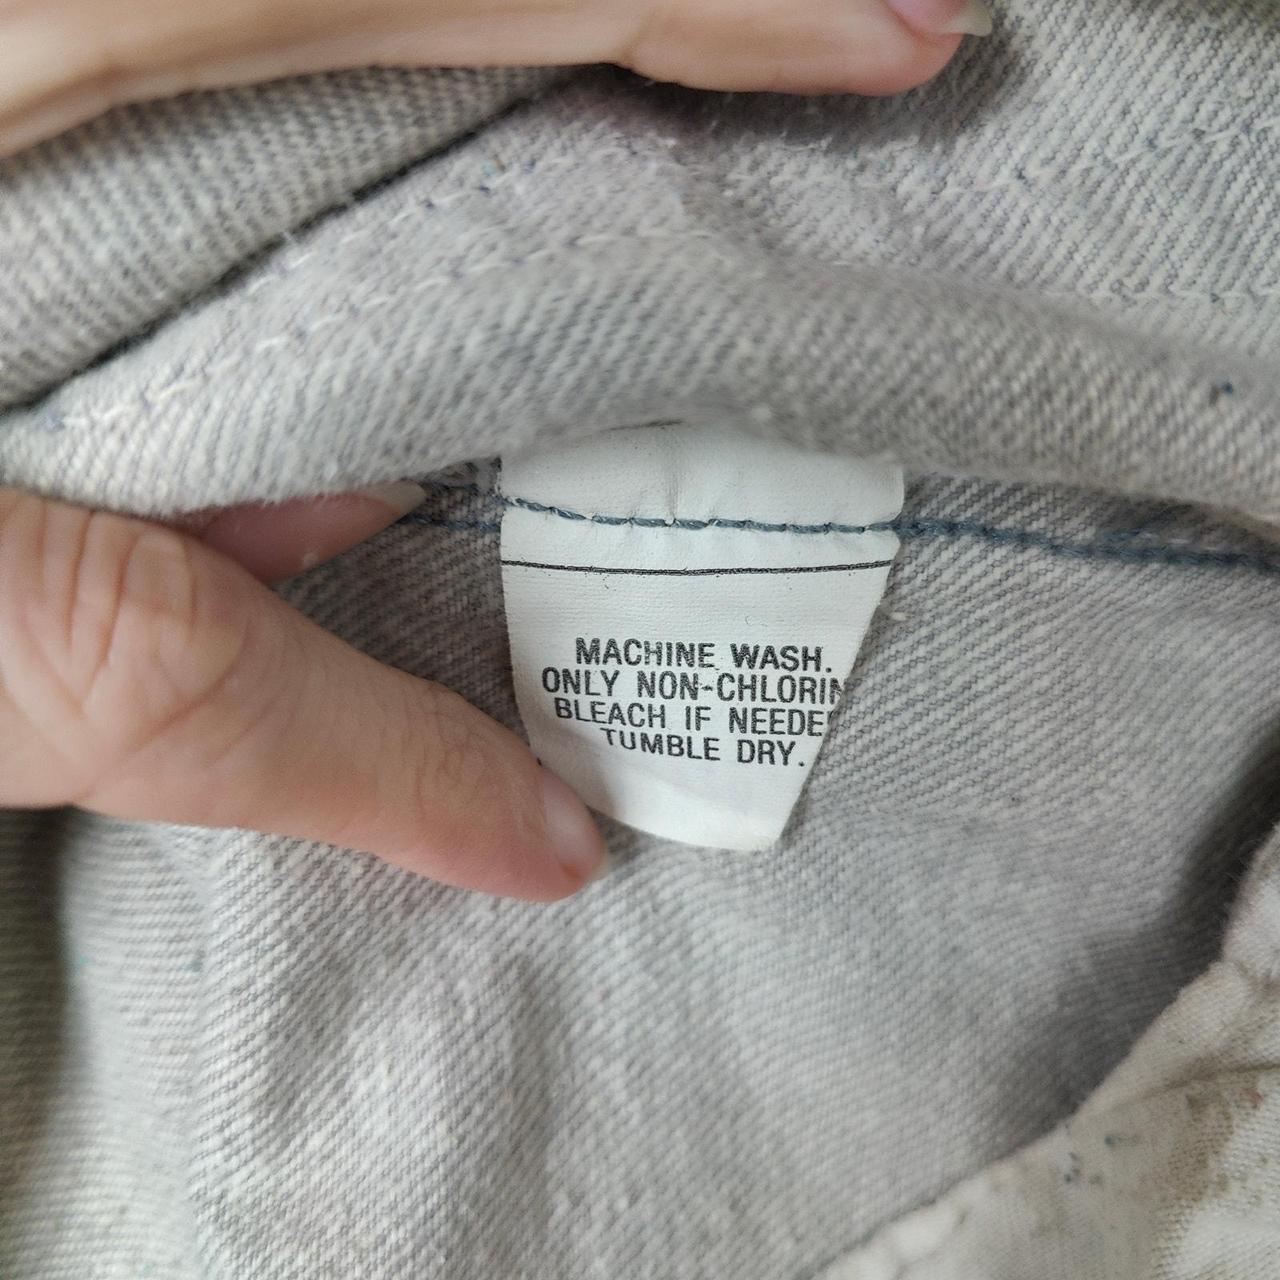 MACHINE WASH.
ONLY NON-CHLORIN
BLEACH IF NEEDE
TUMBLE DRY.